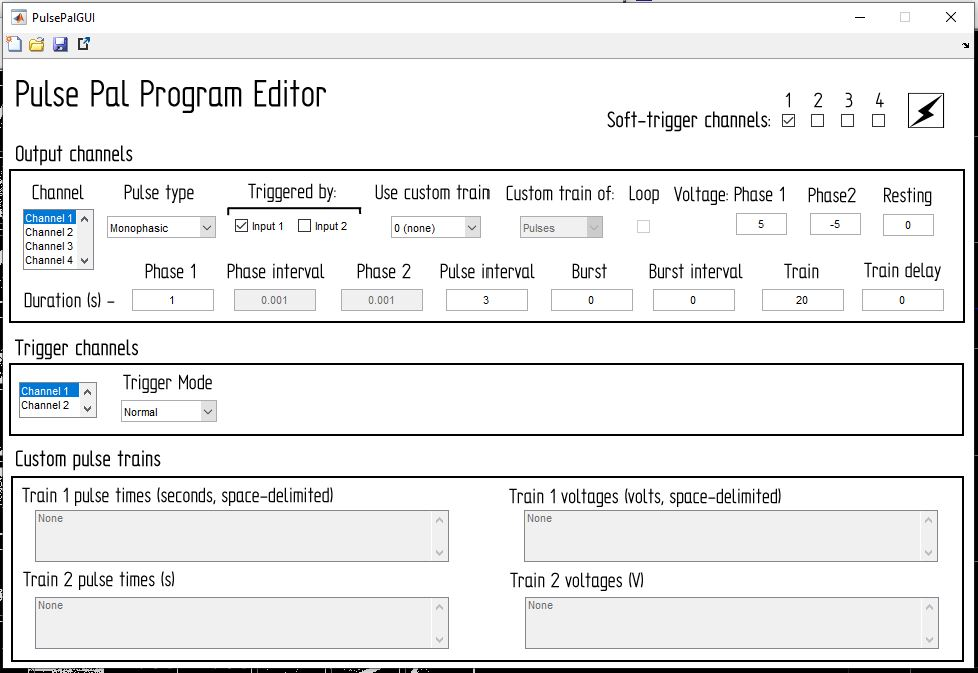 PulsePalGUI
Pulse Pal Program Editor
1 2 3 4
Soft-trigger channels:
Output channels
Channel Pulse type Triggered by: Use custom train Custom train of: Loop Voltage: Phase 1 Phase2 Resting
Channel 1
Channel 2
Channel 3
Channel 4
Monophasic Input 1 Input 2 0 (none) Pulses 5 -5 0
Phase 1 Phase interval Phase 2 Pulse interval Burst Burst interval Train Train delay
Duration (s) – 1 0.001 0.001 3 0 0 20 0
Trigger channels
Channel 1
Channel 2
Trigger Mode
Normal
Custom pulse trains
Train 1 pulse times (seconds, space-delimited) Train 1 voltages (volts, space-delimited)
None None
Train 2 pulse times (s) Train 2 voltages (V)
None None